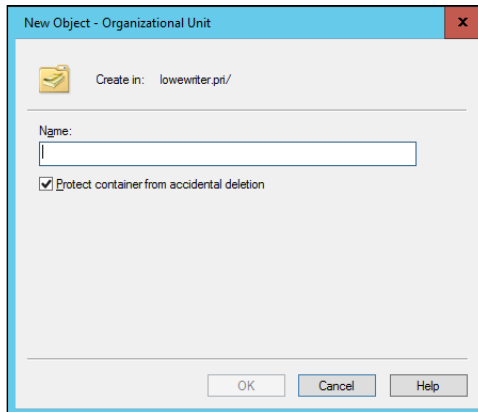 New Object - Organizational Unit
x
Create in: lowewriter.pri/
Name:
Protect container from accidental deletion
OK Cancel Help